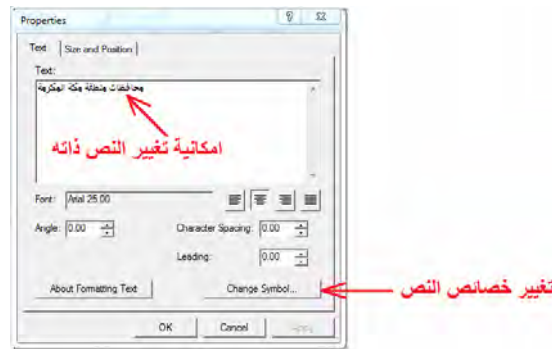 Properties
Text
Size and Position
Text:
محافظات منطقة مكة المكرمة
امكانية تغيير النص ذاته
Font: Arial 25.00
Angle: 0.00
Character Spacing: 0.00
Leading: 0.00
About Formatting Text
Change Symbol...
تغيير خصائص النص
OK
Cancel
Apply